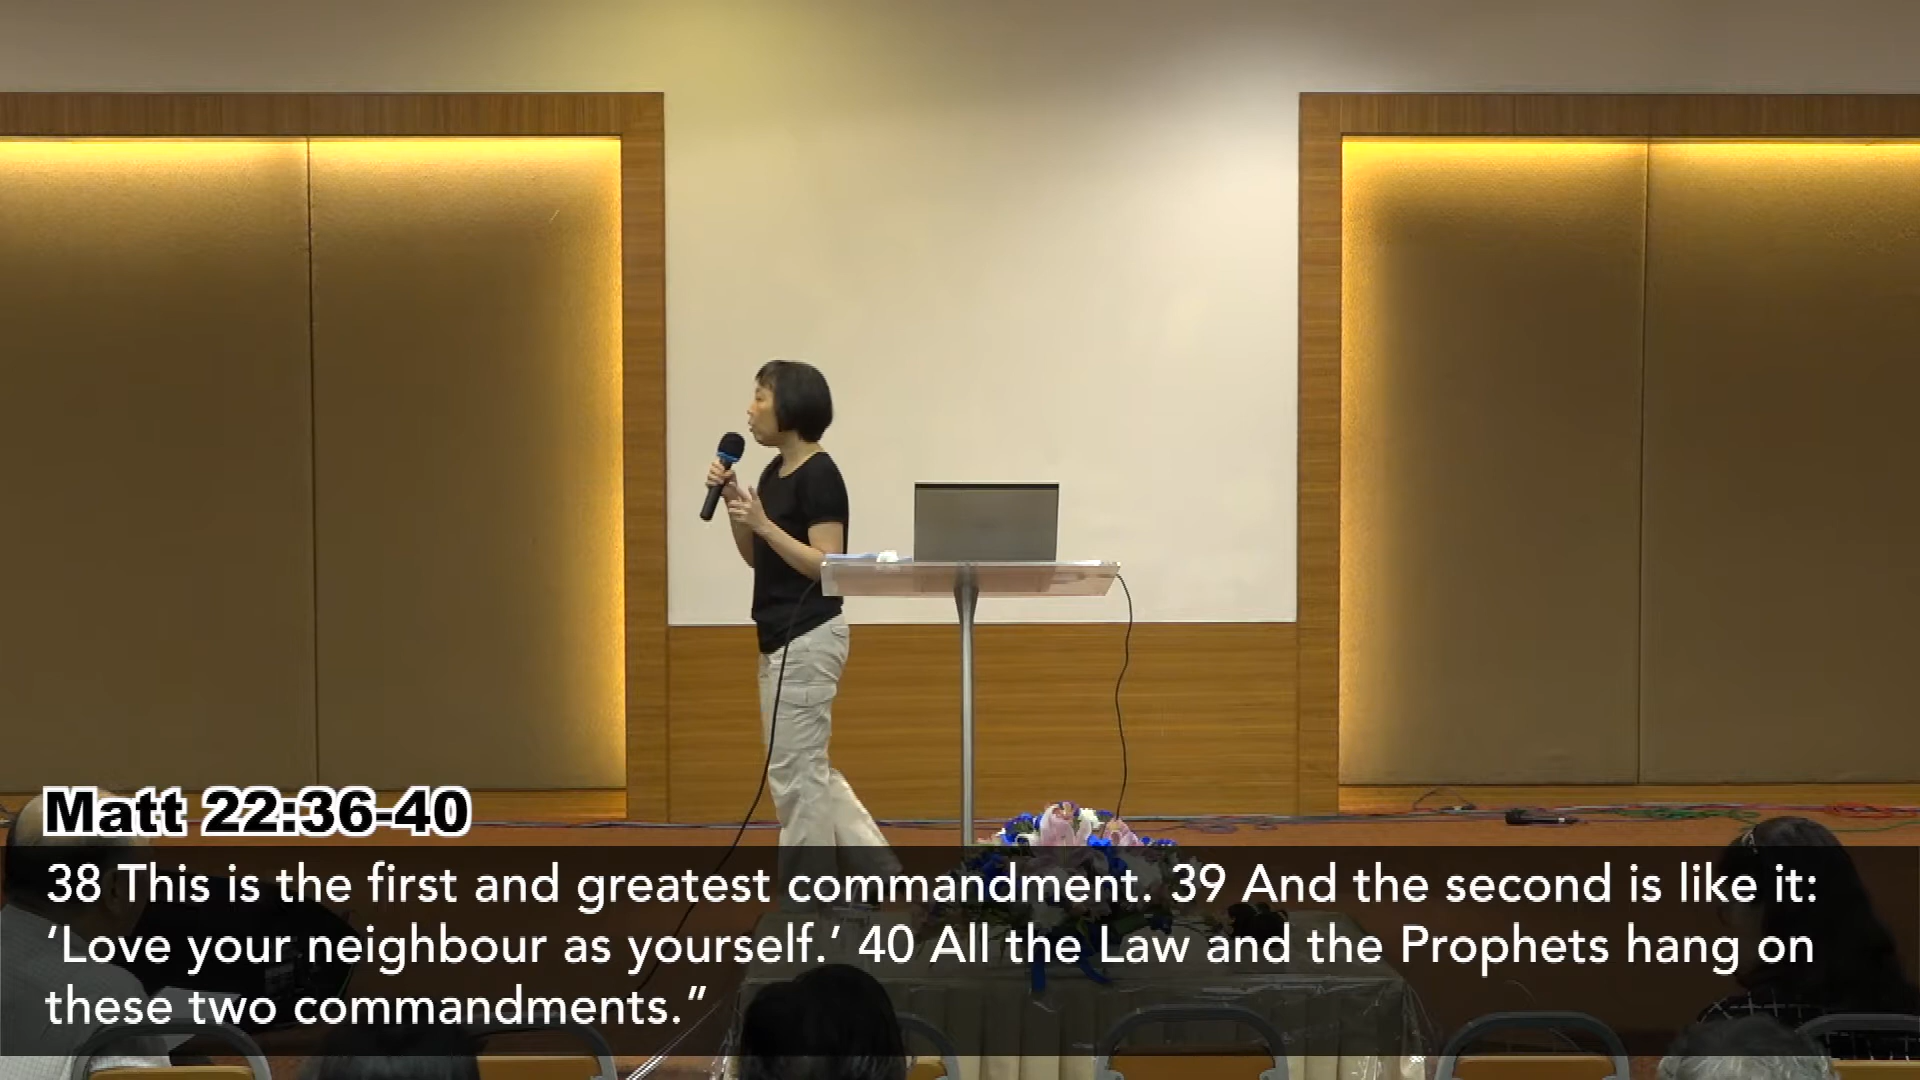 Matt 22:36-40
38 This is the first and greatest commandment. 39 And the second is like it:
‘Love your neighbour as yourself.’ 40 All the Law and the Prophets hang on
these two commandments.”